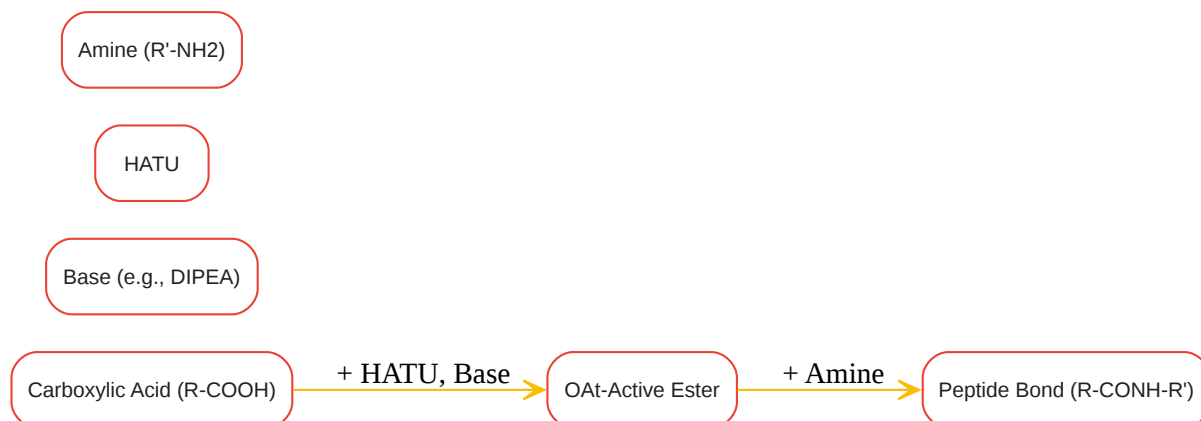 Amine (R'-NH2)
HATU
Base (e.g., DIPEA)
Carboxylic Acid (R-COOH)
+ HATU, Base
OAt-Active Ester
+ Amine
Peptide Bond (R-CONH-R')